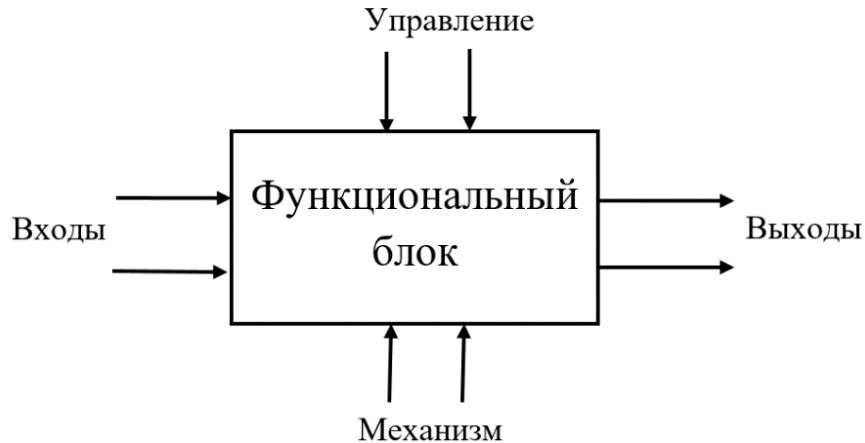 Управление
Функциональный
блок
Входы
Выходы
Механизм